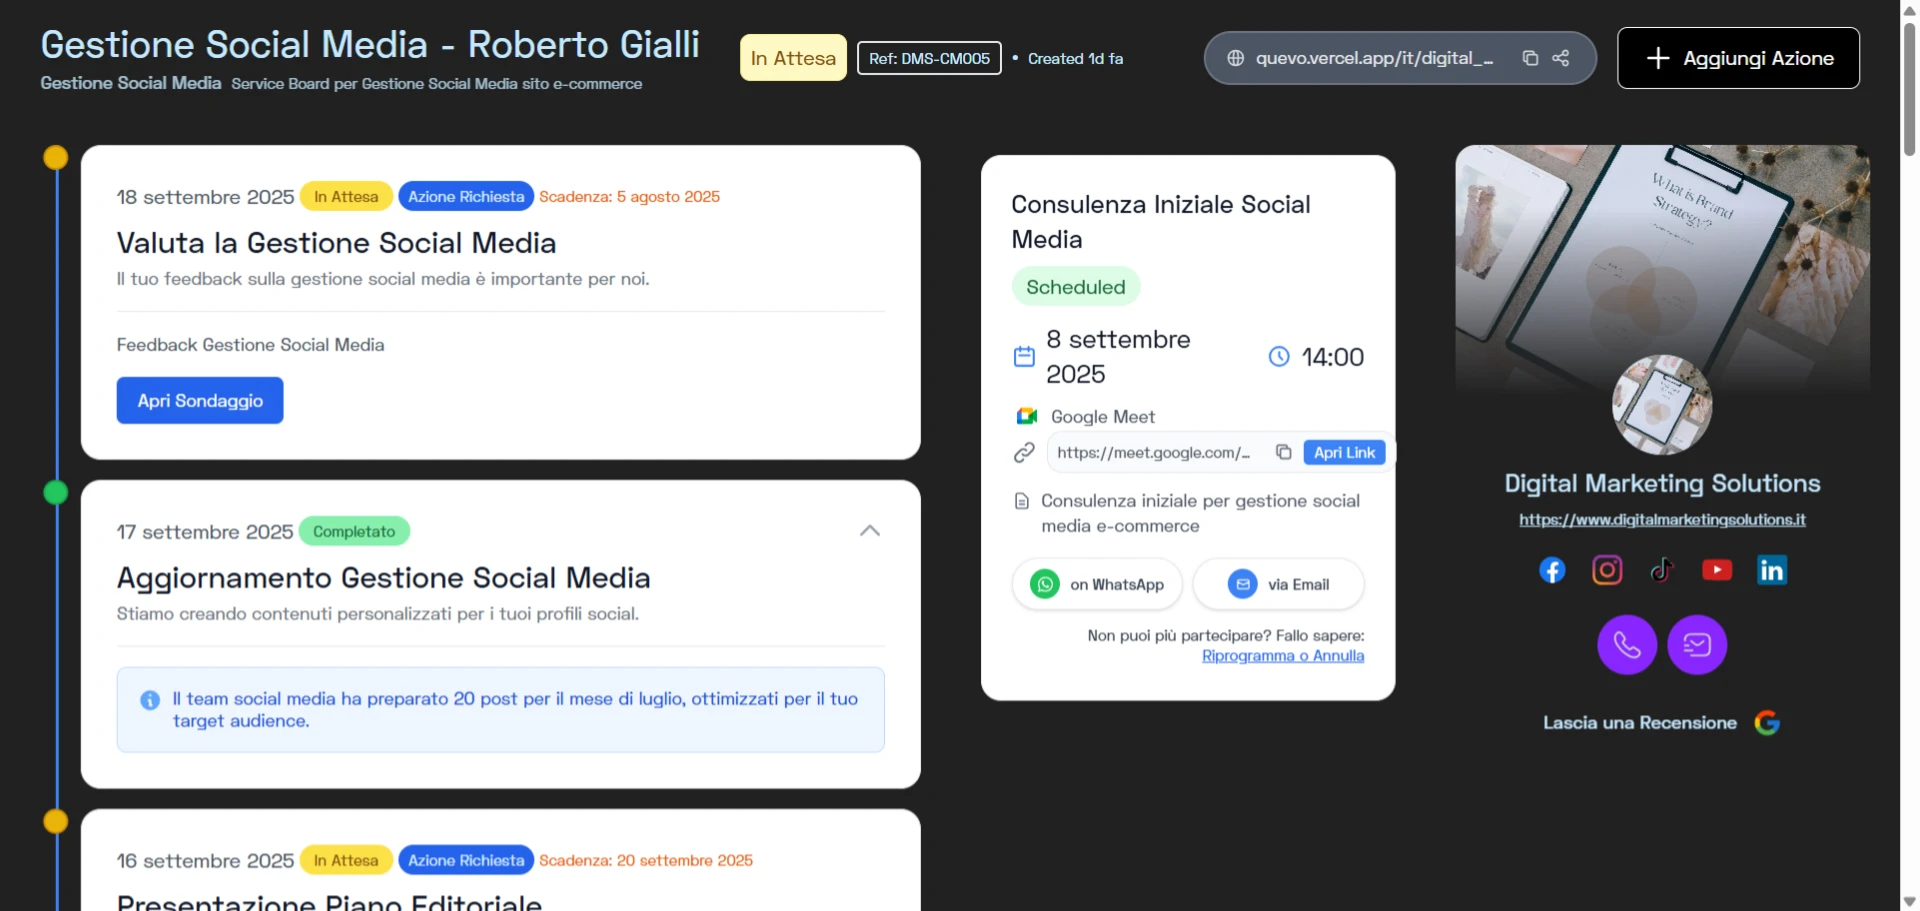 Gestione Social Media - Roberto Gialli
Gestione Social Media Service Board per Gestione Social Media sito e-commerce
In Attesa
Ref: DMS-CM005
• Created 1d fa
quevo.vercel.app/it/digital_...
Aggiungi Azione
18 settembre 2025 In Attesa Azione Richiesta Scadenza: 5 agosto 2025
Valuta la Gestione Social Media
Il tuo feedback sulla gestione social media è importante per noi.
Feedback Gestione Social Media
Apri Sondaggio
17 settembre 2025 Completato
Aggiornamento Gestione Social Media
Stiamo creando contenuti personalizzati per i tuoi profili social.
Il team social media ha preparato 20 post per il mese di luglio, ottimizzati per il tuo
target audience.
16 settembre 2025 In Attesa Azione Richiesta Scadenza: 20 settembre 2025
Presentazione Piano Editoriale
Consulenza Iniziale Social
Media
Scheduled
8 settembre
2025
14:00
Google Meet
https://meet.google.com/...
Apri Link
Consulenza iniziale per gestione social
media e-commerce
on WhatsApp
via Email
Non puoi più partecipare? Fallo sapere:
Riprogramma o Annulla
What is Brand
Strategy?
Digital Marketing Solutions
https://www.digitalmarketingsolutions.it
Lascia una Recensione